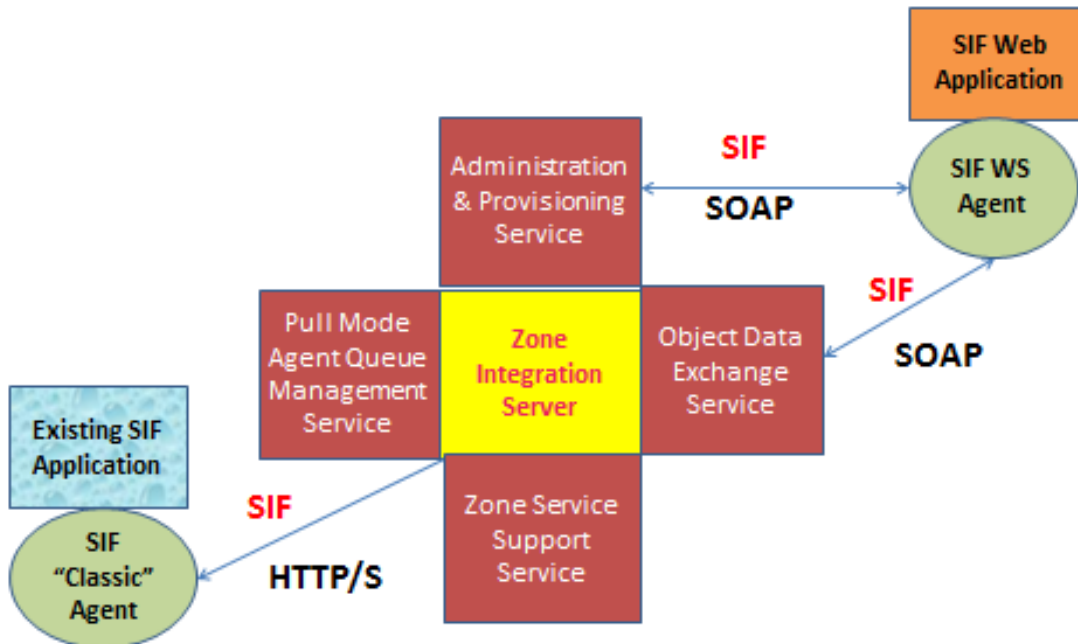 SIF Web
Application
SIF WS
Agent
SIF
SOAP
Administration
& Provisioning
Service
SIF
SOAP
Pull Mode
Agent Queue
Management
Service
Zone
Integration
Server
Object Data
Exchange
Service
Existing SIF
Application
SIF
"Classic"
Agent
SIF
HTTP/S
Zone Service
Support
Service